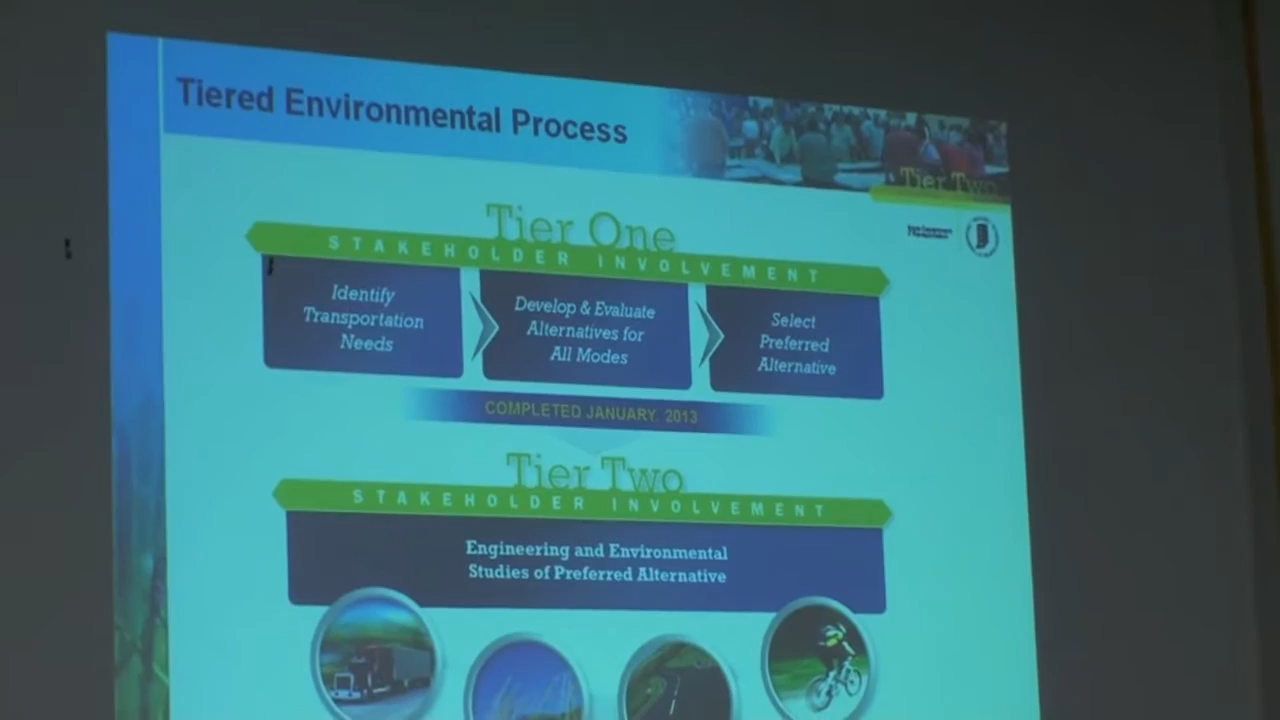 Tiered Environmental Process
Tier Two
Tier One
STAKEHOLDER INVOLVEMENT
Identify
Transportation
Needs
Develop & Evaluate
Alternatives for
All Modes
Select
Preferred
Alternative
COMPLETED JANUARY 2013
Tier Two
STAKEHOLDER INVOLVEMENT
Engineering and Environmental
Studies of Preferred Alternative